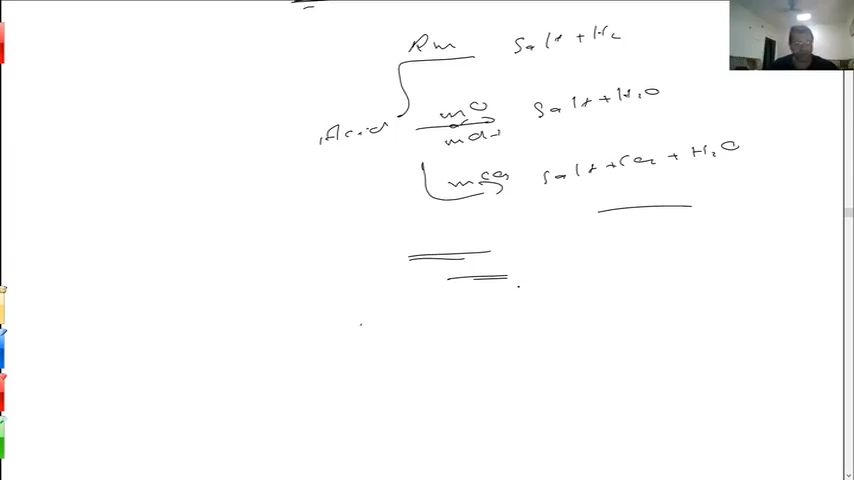 Rm Salt + H2
Acid mO Salt + H2O
mOH
mCO3 Salt + CO2 + H2O